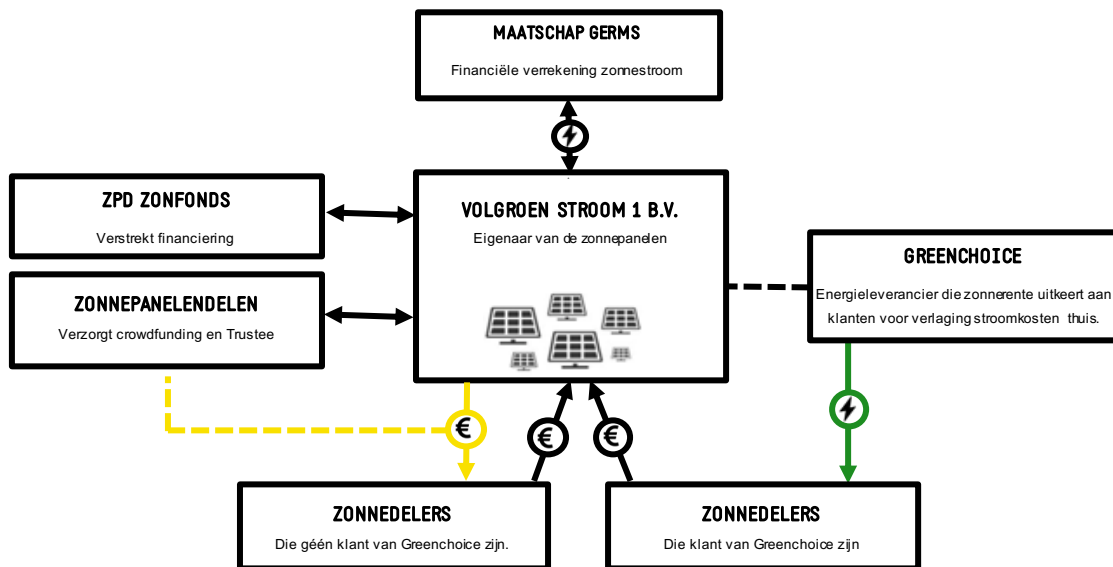 MAATSCHAP GERMS
Financiële verrekening zonnestroom
ZPD ZONFONDS
Verstrekt financiering
VOLGROEN STROOM 1 B.V.
Eigenaar van de zonnepanelen
ZONNEPANELENDELEN
Verzorgt crowdfunding en Trustee
GREENCHOICE
Energieleverancier die zonnerente uitkeert aan
klanten voor verlaging stroomkosten thuis.
€
€
€
ZONNEDELERS
Die géén klant van Greenchoice zijn.
ZONNEDELERS
Die klant van Greenchoice zijn